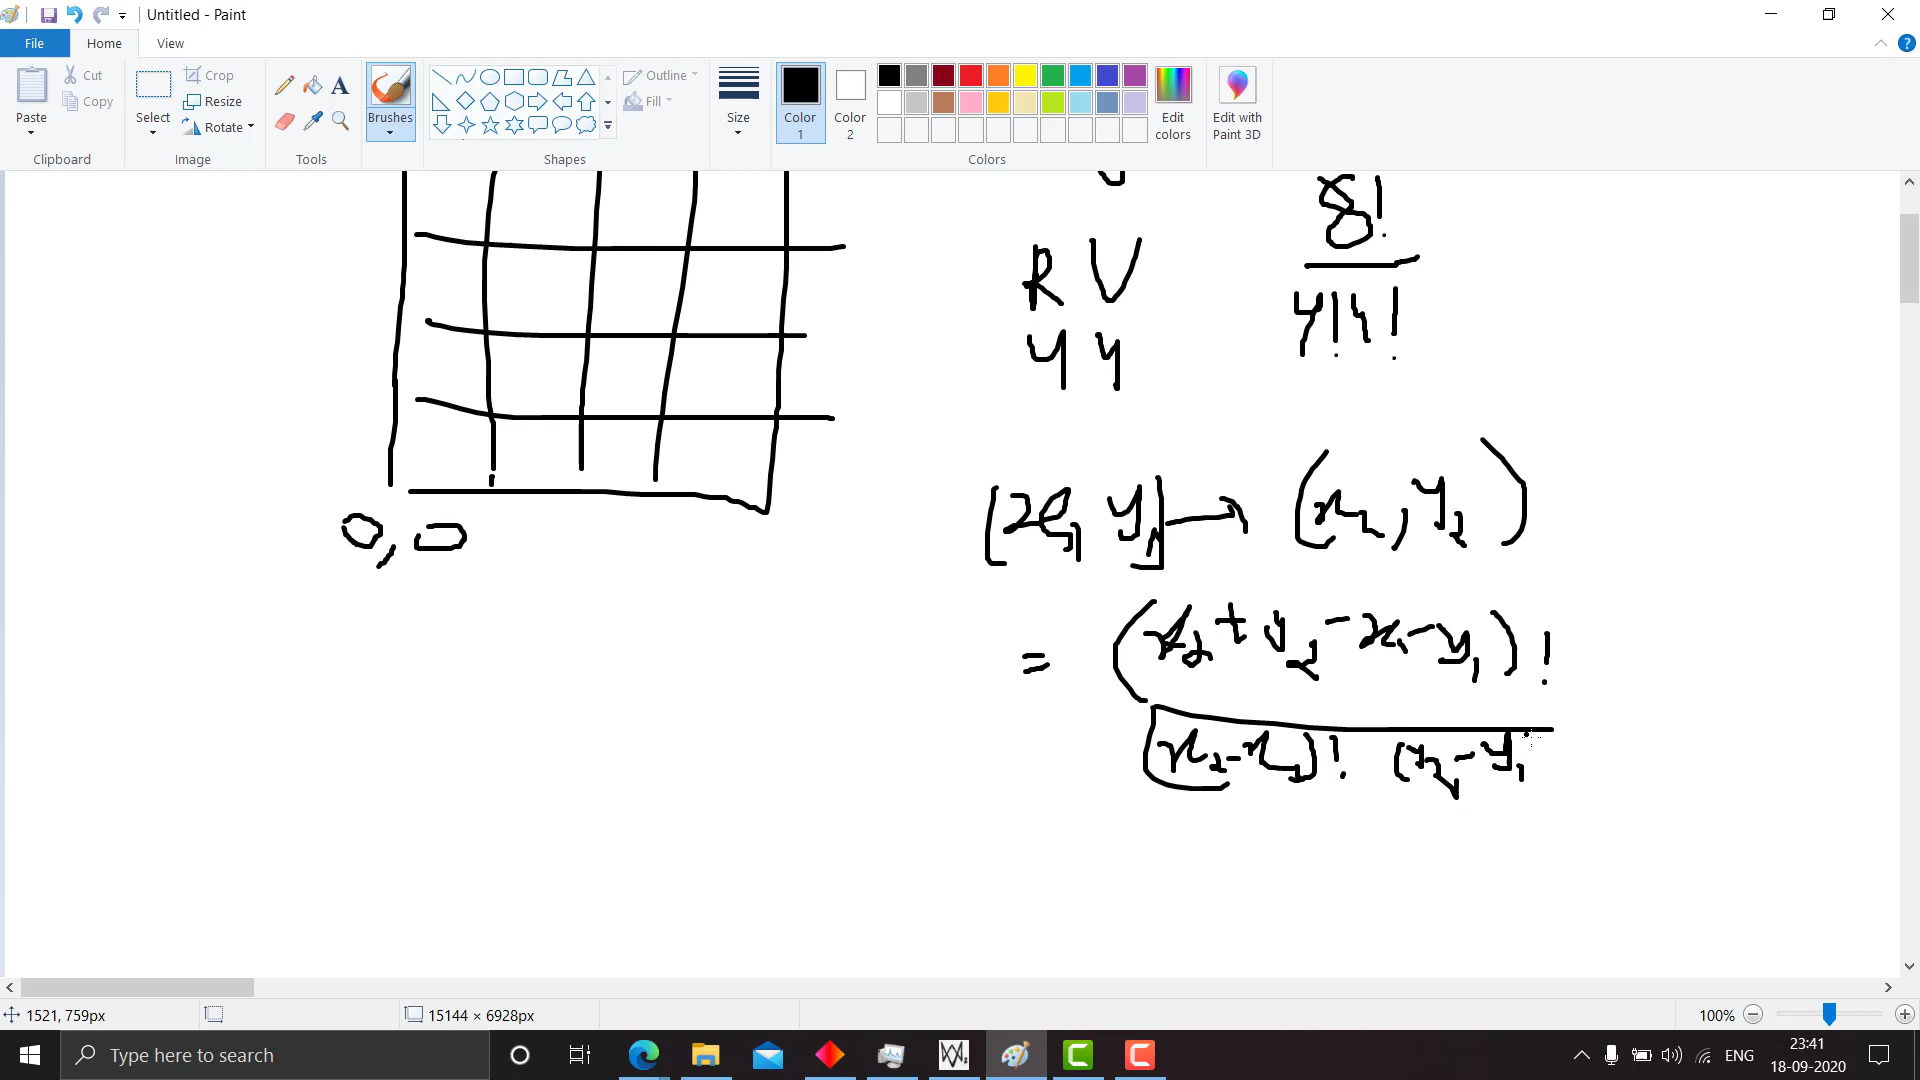 Untitled - Paint
File Home View
Paste
Cut
Copy
Clipboard
Select
Crop
Resize
Rotate
Image
Tools
Brushes
Outline
Fill
Shapes
Size
Color 1
Color 2
Edit colors
Edit with Paint 3D
Colors
8!
4!4!
R U
4 4
0,0
[x₁ y₁] → (x₂, y₂)
= (x₂ + y₂ - x₁ - y₁)!
(x₂ - x₁)! (y₂ - y₁
1521, 759px
15144 × 6928px
100%
Type here to search
ENG
23:41
18-09-2020